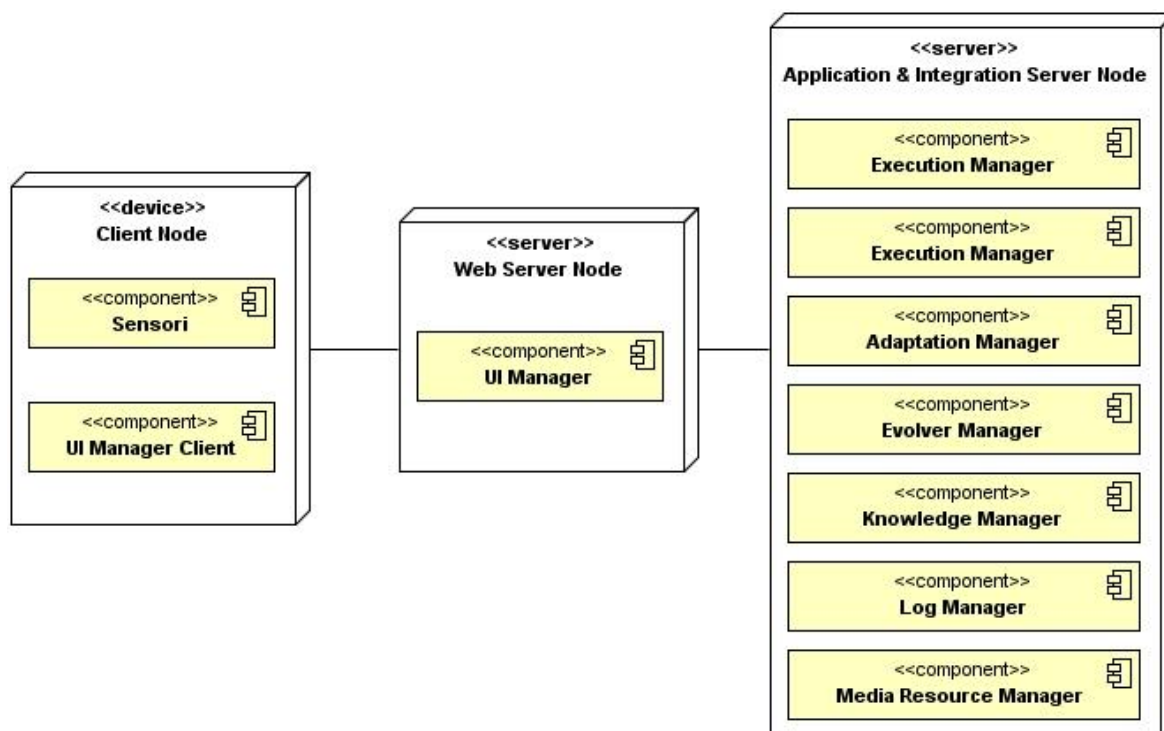 <<device>>
Client Node
<<component>>
Sensori
<<component>>
UI Manager Client
<<server>>
Web Server Node
<<component>>
UI Manager
<<server>>
Application & Integration Server Node
<<component>>
Execution Manager
<<component>>
Execution Manager
<<component>>
Adaptation Manager
<<component>>
Evolver Manager
<<component>>
Knowledge Manager
<<component>>
Log Manager
<<component>>
Media Resource Manager